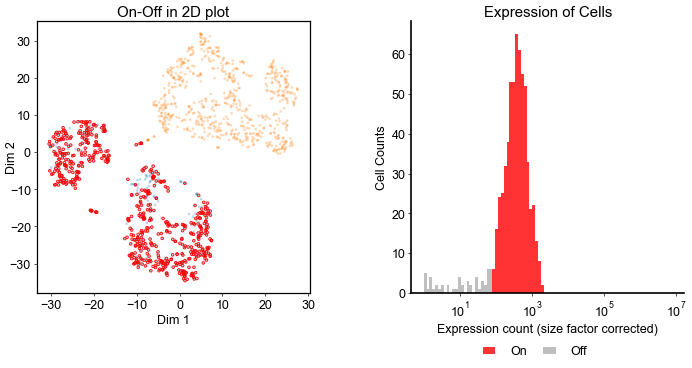 On-Off in 2D plot
30
20
10
0
−10
−20
−30
Dim 2
−30 −20 −10 0 10 20 30
Dim 1
Expression of Cells
60
50
40
30
20
10
0
Cell Counts
10^1 10^3 10^5 10^7
Expression count (size factor corrected)
On Off